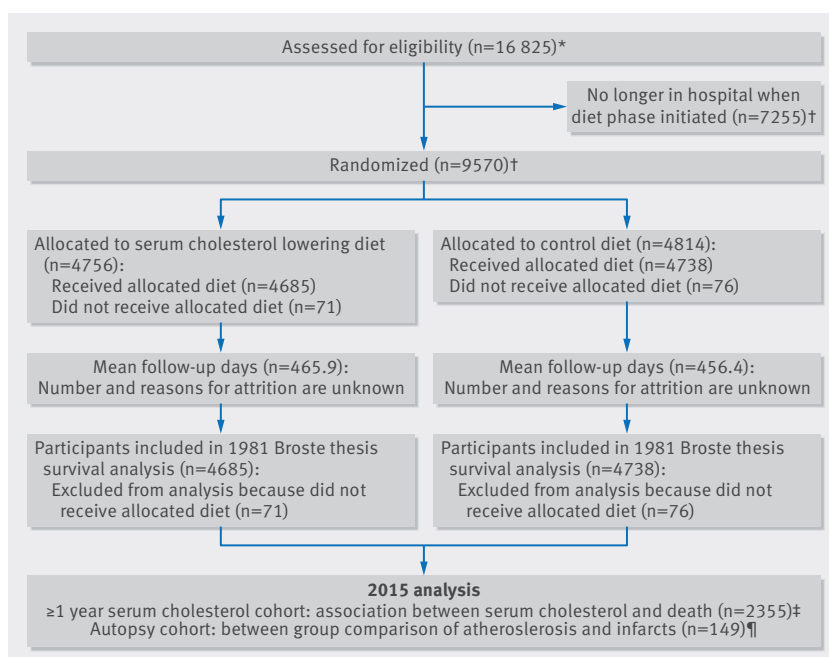 Assessed for eligibility (n=16 825)*
No longer in hospital when
diet phase initiated (n=7255)†
Randomized (n=9570)†
Allocated to serum cholesterol lowering diet
(n=4756):
Received allocated diet (n=4685)
Did not receive allocated diet (n=71)
Allocated to control diet (n=4814):
Received allocated diet (n=4738)
Did not receive allocated diet (n=76)
Mean follow-up days (n=465.9):
Number and reasons for attrition are unknown
Mean follow-up days (n=456.4):
Number and reasons for attrition are unknown
Participants included in 1981 Broste thesis
survival analysis (n=4685):
Excluded from analysis because did not
receive allocated diet (n=71)
Participants included in 1981 Broste thesis
survival analysis (n=4738):
Excluded from analysis because did not
receive allocated diet (n=76)
2015 analysis
≥1 year serum cholesterol cohort: association between serum cholesterol and death (n=2355)‡
Autopsy cohort: between group comparison of atheroslerosis and infarcts (n=149)¶